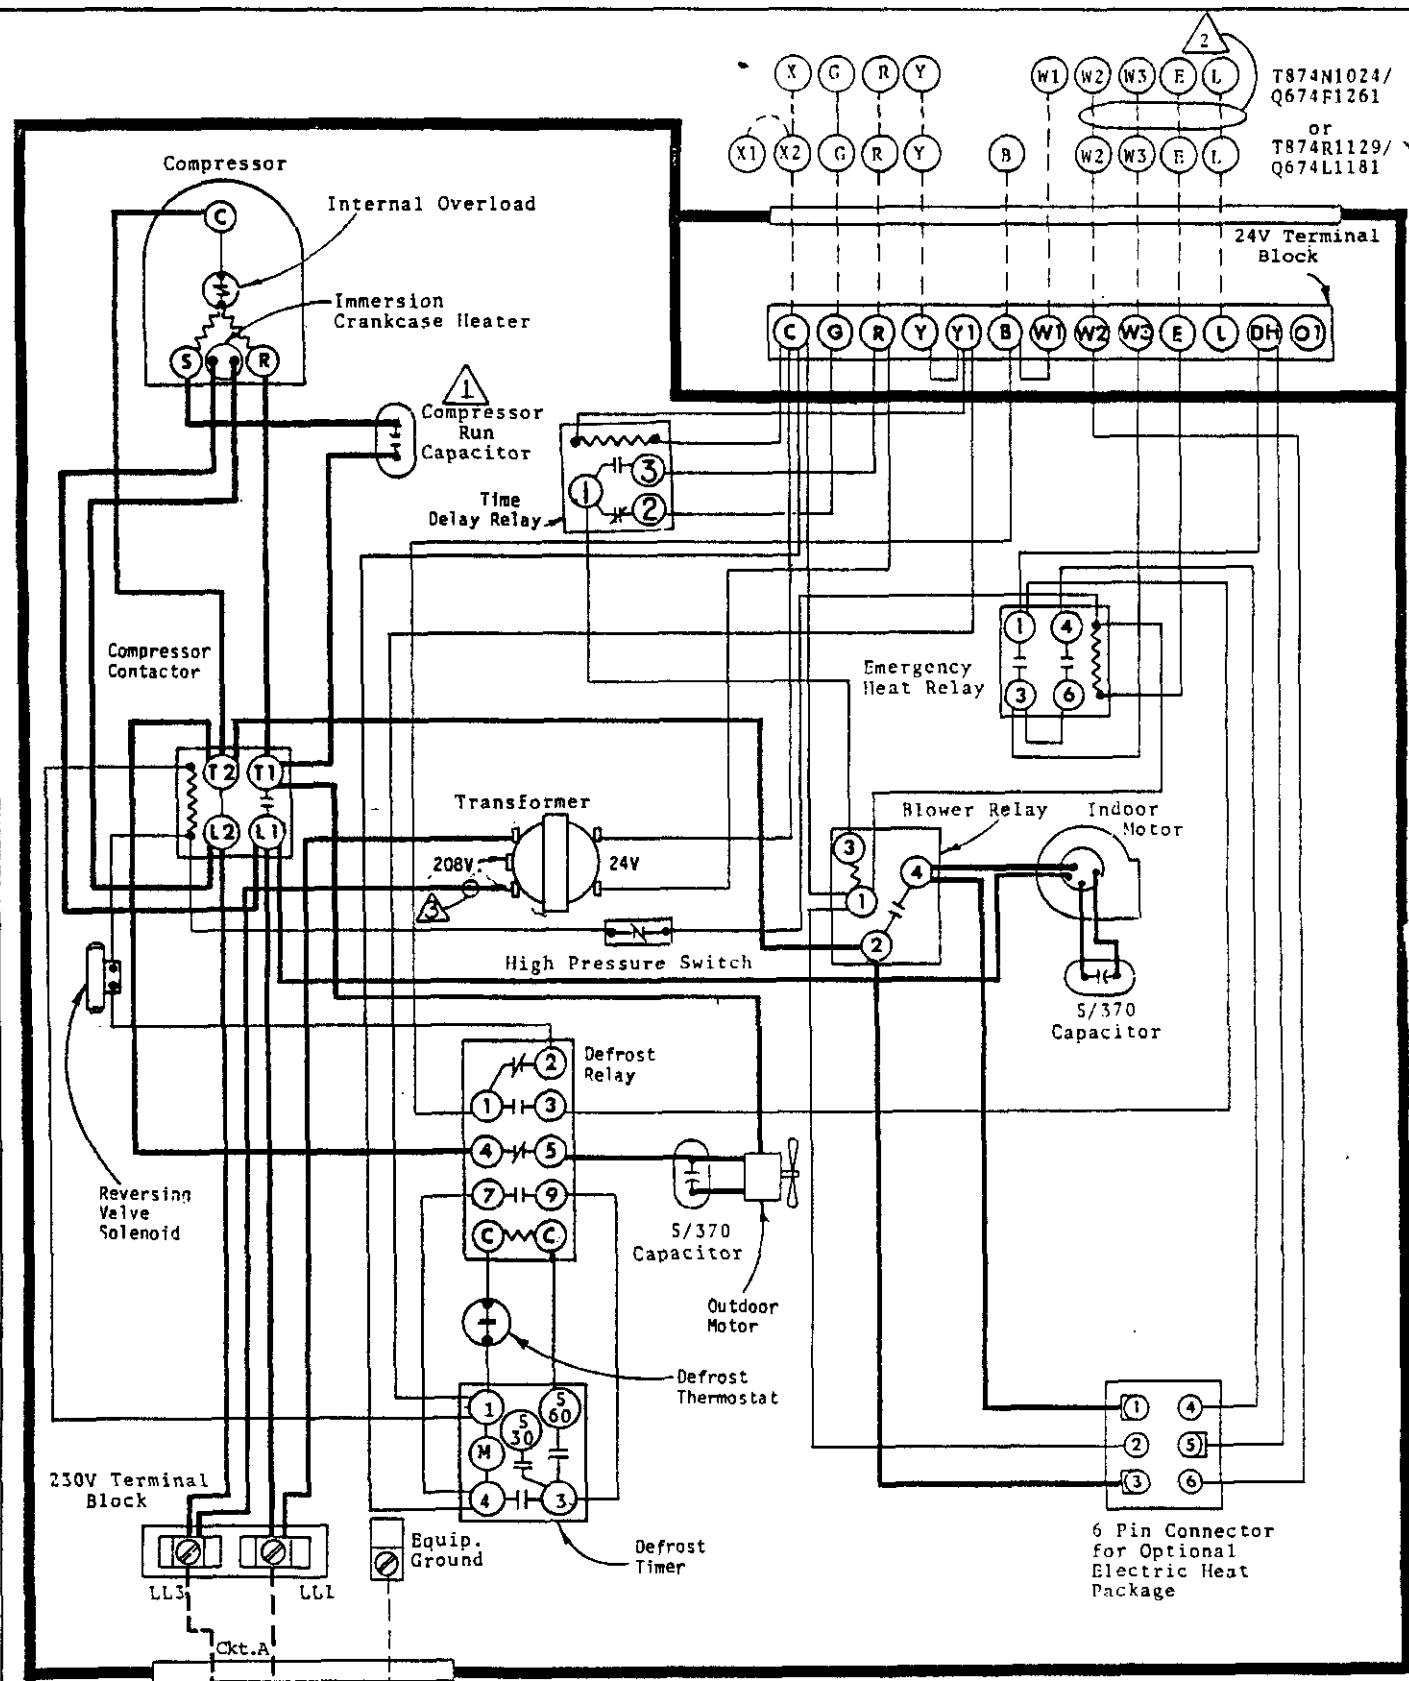 2
X G R Y W1 W2 W3 E L
T874N1024/
Q674F1261
or
T874R1129/
Q674L1181
X1 X2 G R Y B W2 W3 E L
24V Terminal
Block
C G R Y Y1 B W1 W2 W3 E L DH O1
Compressor
C
Internal Overload
Immersion
Crankcase Heater
S R
1
Compressor
Run
Capacitor
Time
Delay Relay
1 3 2
Compressor
Contactor
T2 T1
L2 L1
Emergency
Heat Relay
1 4
3 6
Transformer
208V.
24V
3
Blower Relay
3 4 1 2
Indoor
Motor
High Pressure Switch
5/370
Capacitor
Reversing
Valve
Solenoid
Defrost
Relay
2
1 3
4 5
7 9
C C
5/370
Capacitor
Outdoor
Motor
Defrost
Thermostat
1 S 60
S 30
M
4 3
Defrost
Timer
230V Terminal
Block
LL3 LL1
Equip.
Ground
Ckt.A
1 4
2 5
3 6
6 Pin Connector
for Optional
Electric Heat
Package